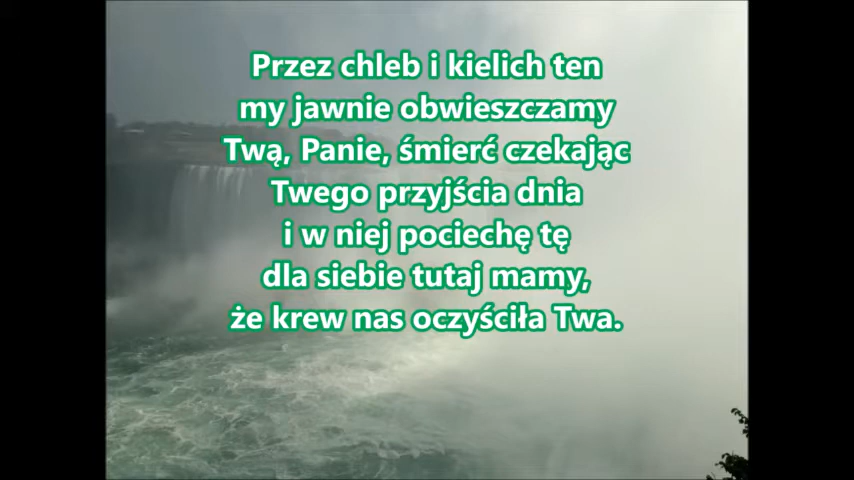 Przez chleb i kielich ten
my jawnie obwieszczamy
Twą, Panie, śmierć czekając
Twego przyjścia dnia
i w niej pociechę tę
dla siebie tutaj mamy,
że krew nas oczyściła Twa.